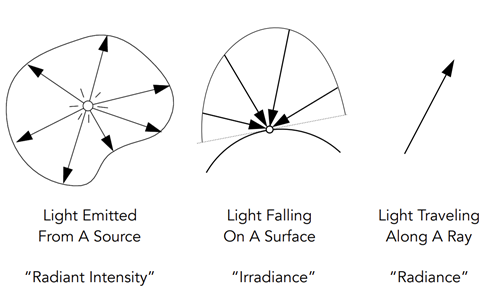 Light Emitted
From A Source
"Radiant Intensity"
Light Falling
On A Surface
"Irradiance"
Light Traveling
Along A Ray
"Radiance"